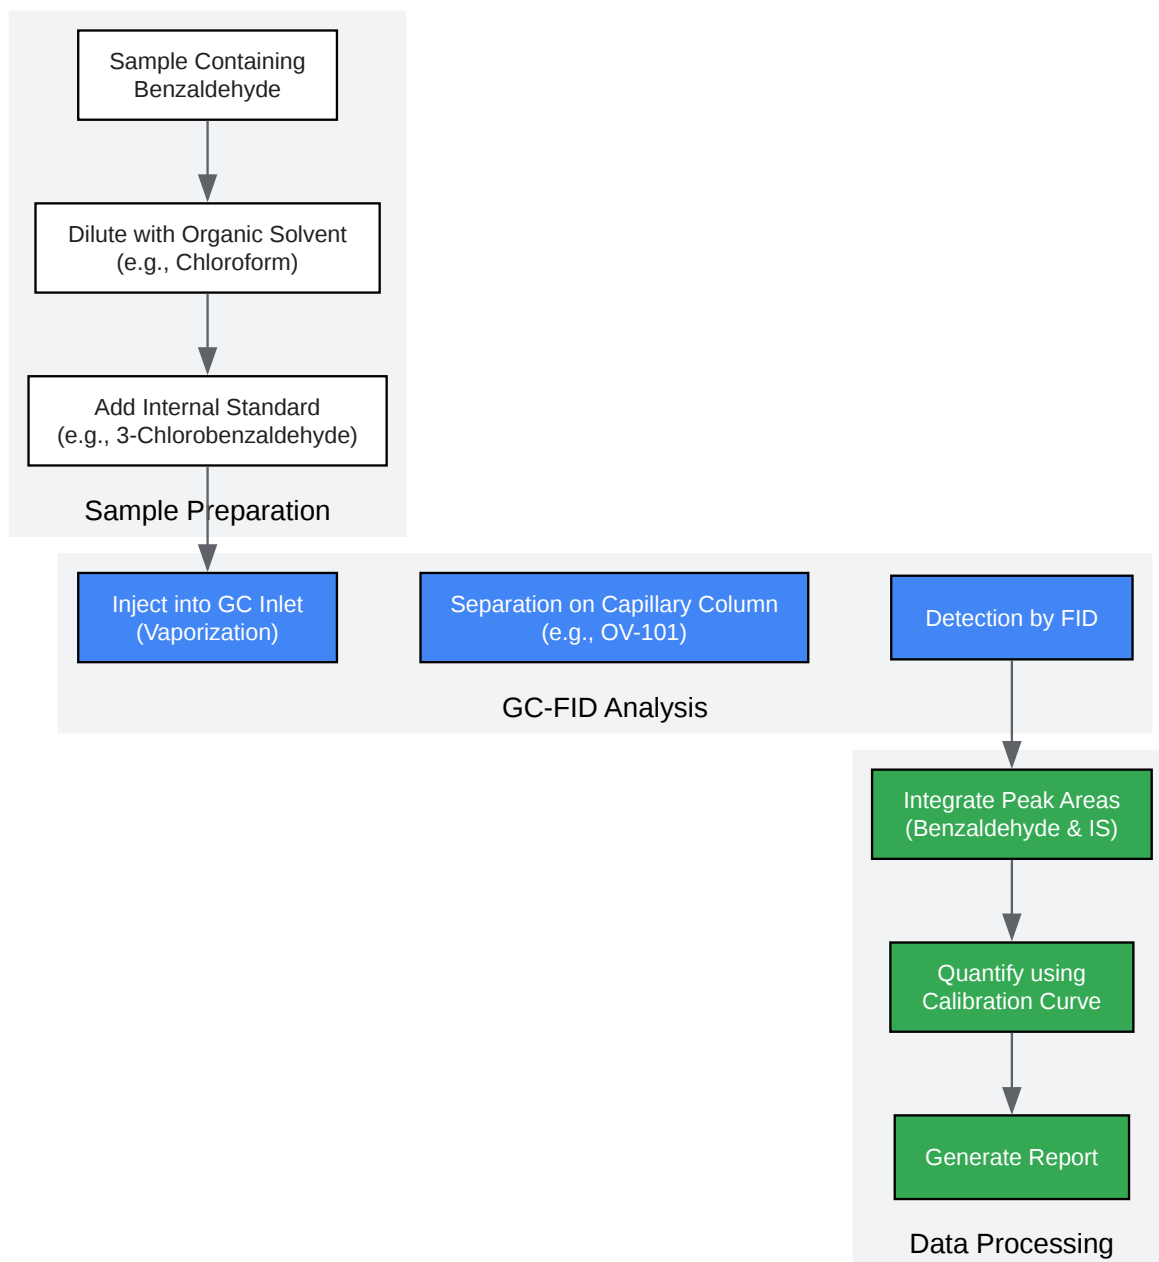 Sample Containing
Benzaldehyde
Dilute with Organic Solvent
(e.g., Chloroform)
Add Internal Standard
(e.g., 3-Chlorobenzaldehyde)
Sample Preparation
Inject into GC Inlet
(Vaporization)
Separation on Capillary Column
(e.g., OV-101)
Detection by FID
GC-FID Analysis
Integrate Peak Areas
(Benzaldehyde & IS)
Quantify using
Calibration Curve
Generate Report
Data Processing